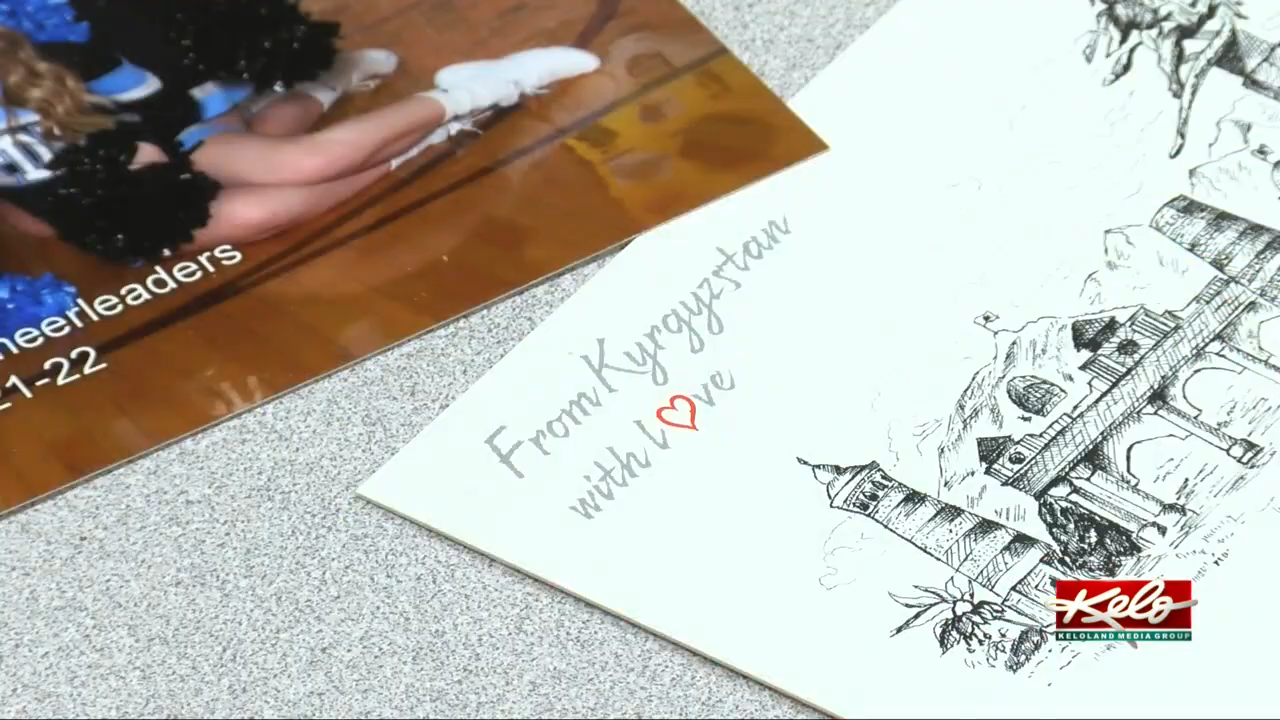 heerleaders
21-22
From Kyrgyzstan
with love
Kelo
KELOLAND MEDIA GROUP